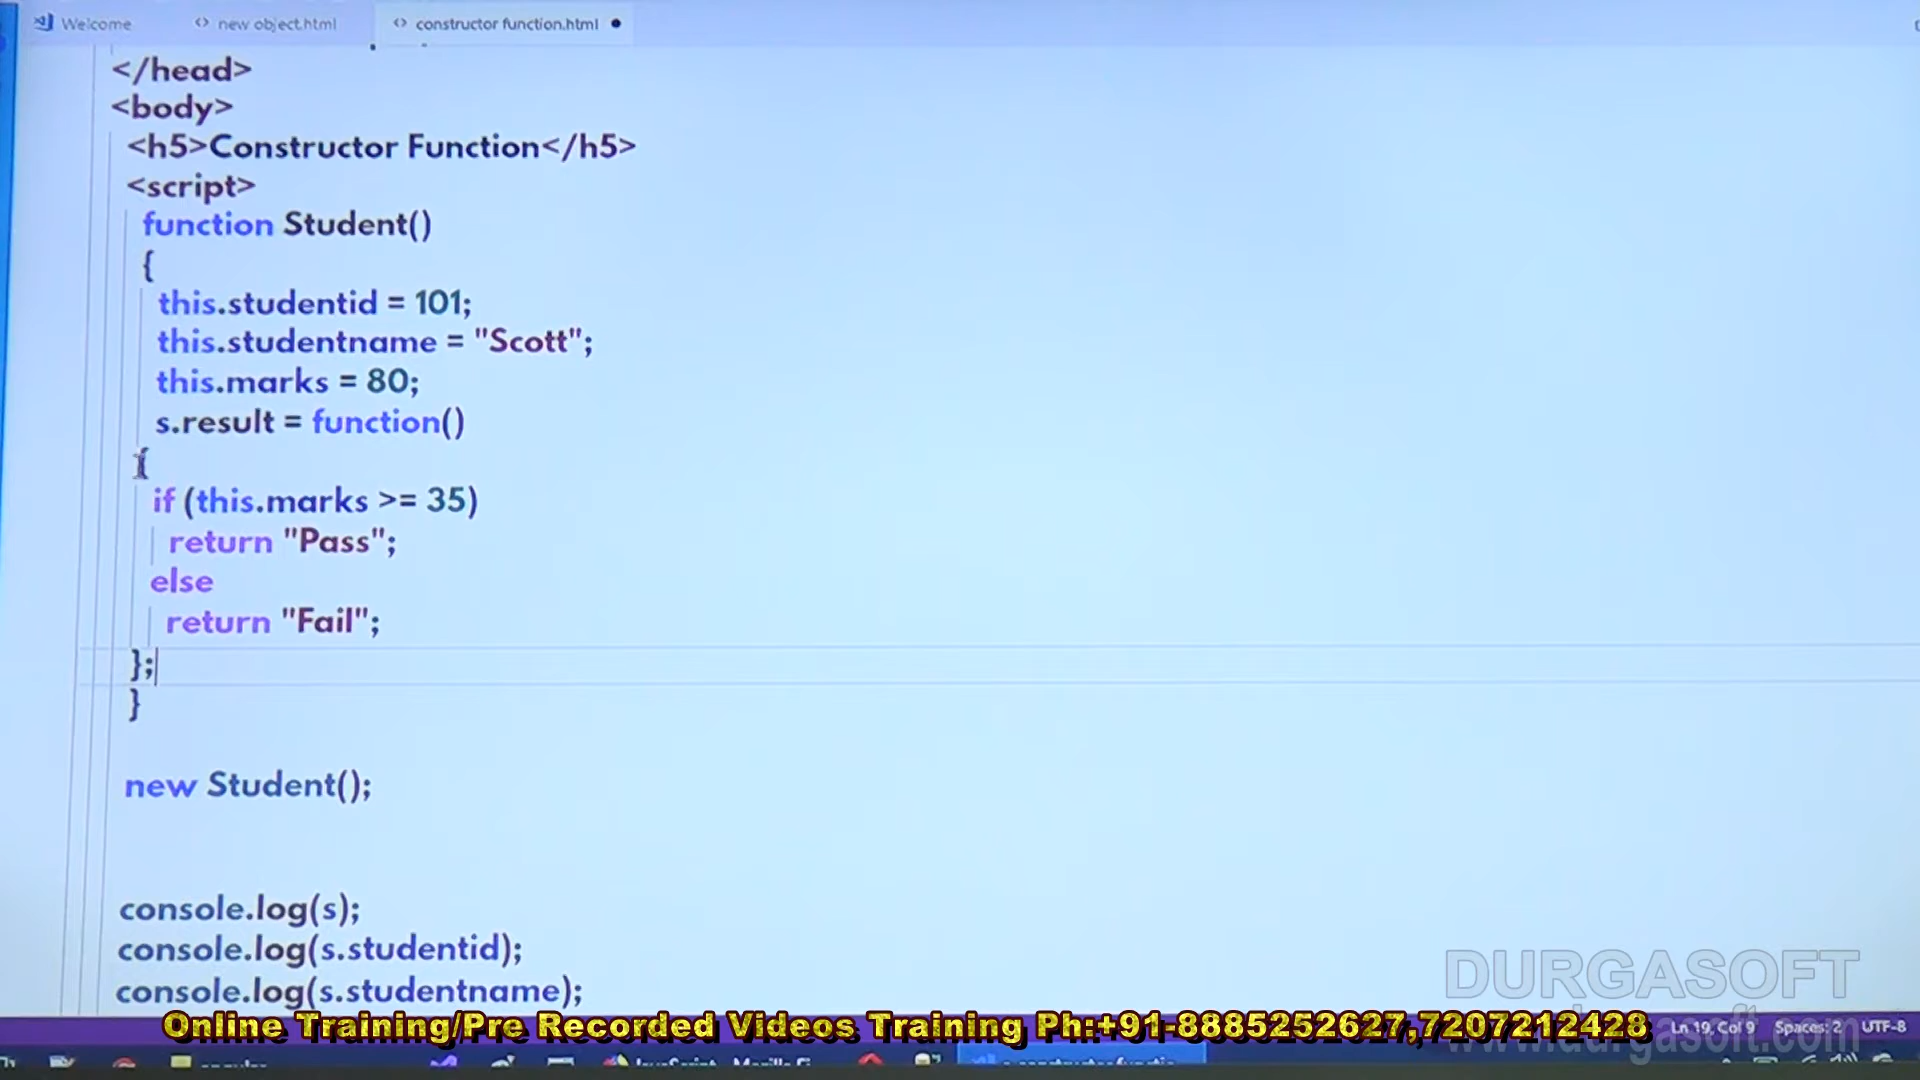 Welcome
<> new object.html
<> constructor function.html ●
</head>
<body>
<h5>Constructor Function</h5>
<script>
function Student()
{
this.studentid = 101;
this.studentname = "Scott";
this.marks = 80;
s.result = function()
{
if (this.marks >= 35)
return "Pass";
else
return "Fail";
};
}
new Student();
console.log(s);
console.log(s.studentid);
console.log(s.studentname);
DURGASOFT
Online Training/Pre Recorded Videos Training Ph:+91-8885252627,7207212428
Ln 19, Col 9 Spaces: 2 UTF-8
www.durgasoft.com